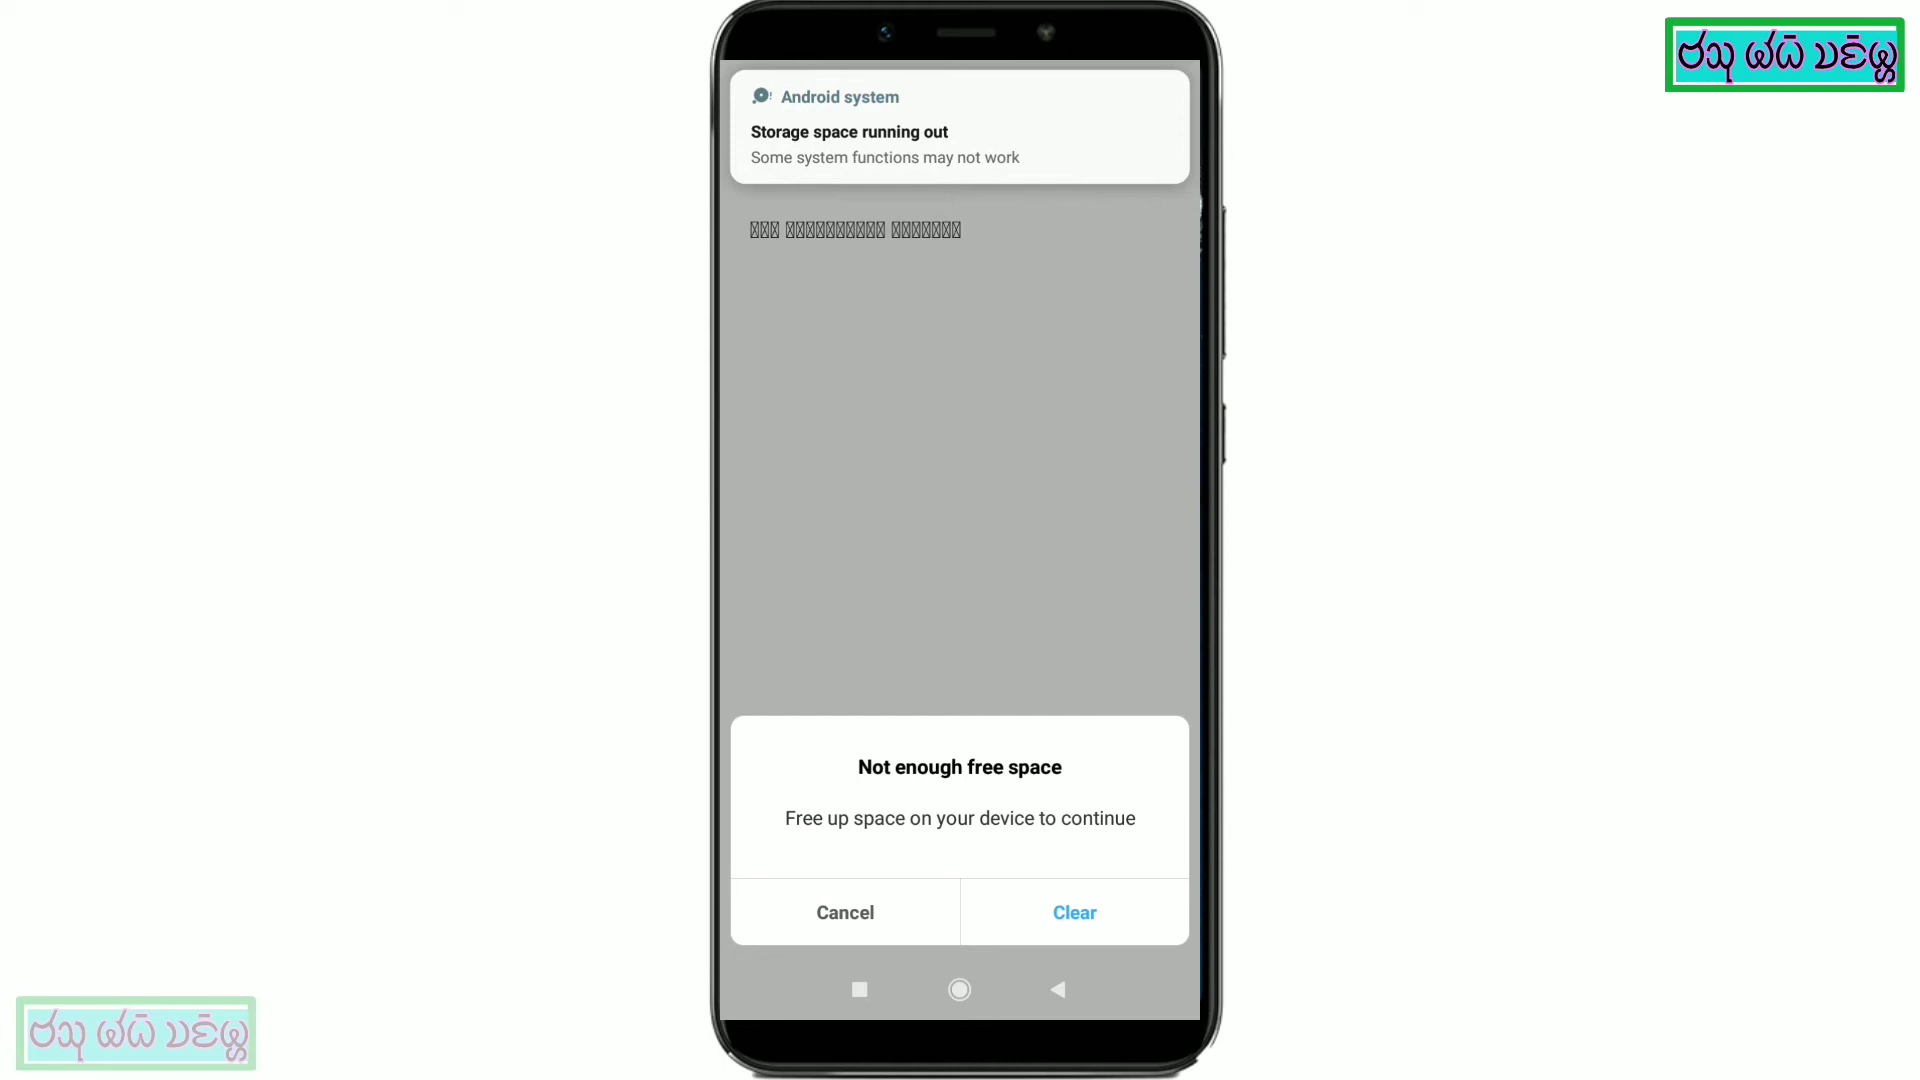 Android system
Storage space running out
Some system functions may not work
Not enough free space
Free up space on your device to continue
Cancel
Clear